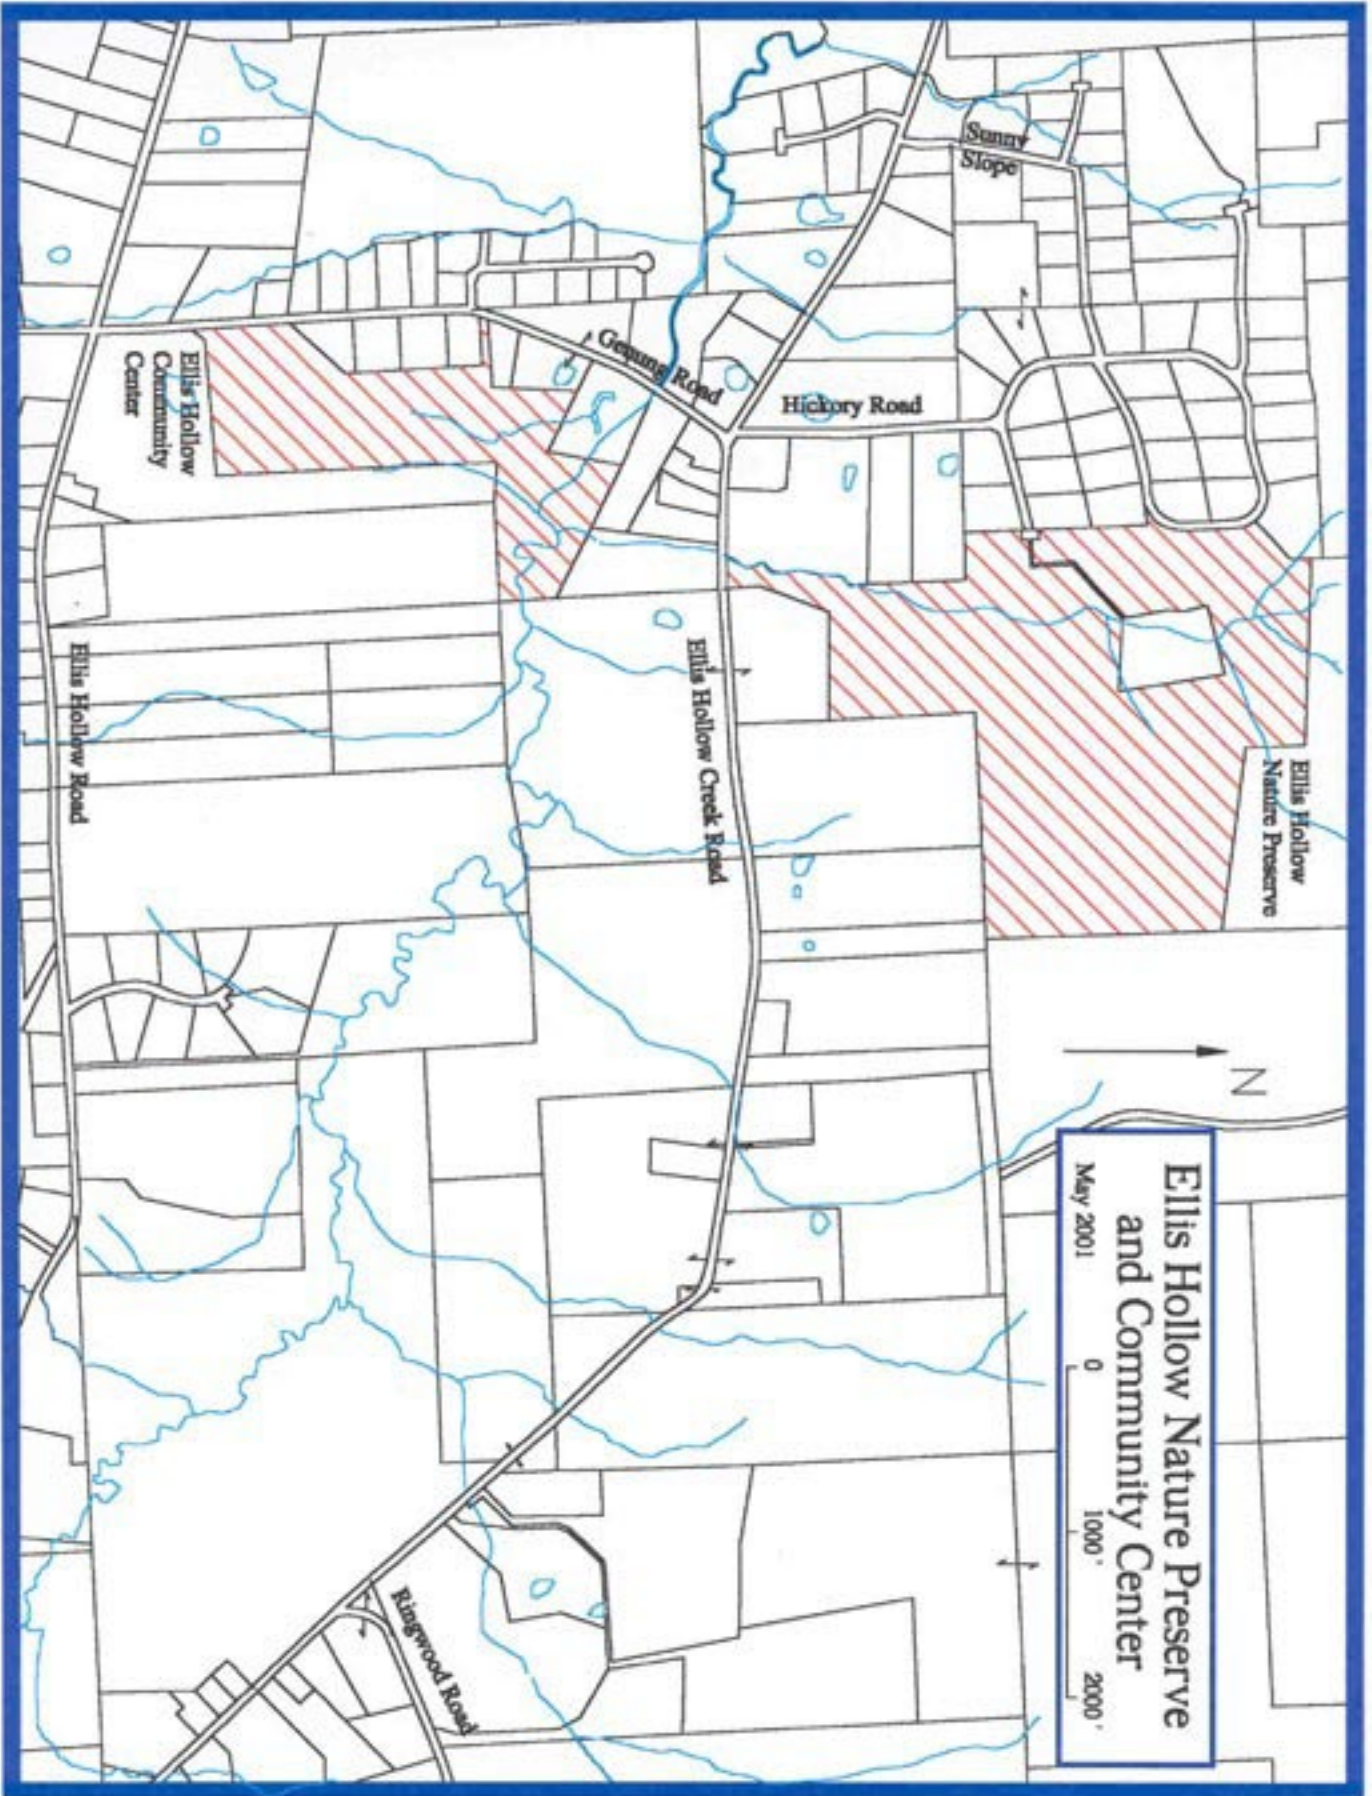 Ellis Hollow Nature Preserve
and Community Center
May 2001
0
1000'
2000'
N
Ellis Hollow
Nature Preserve
Sunny
Slope
Hickory Road
Genung Road
Ellis Hollow Creek Road
Ringwood Road
Ellis Hollow
Community
Center
Ellis Hollow Road